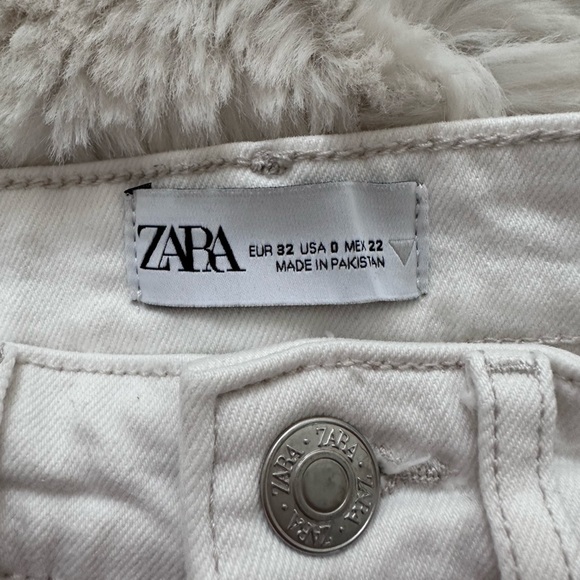 ZARA
EUR 32 USA 0 MEX 22
MADE IN PAKISTAN
ZARA · ZARA · ZARA · ZARA ·